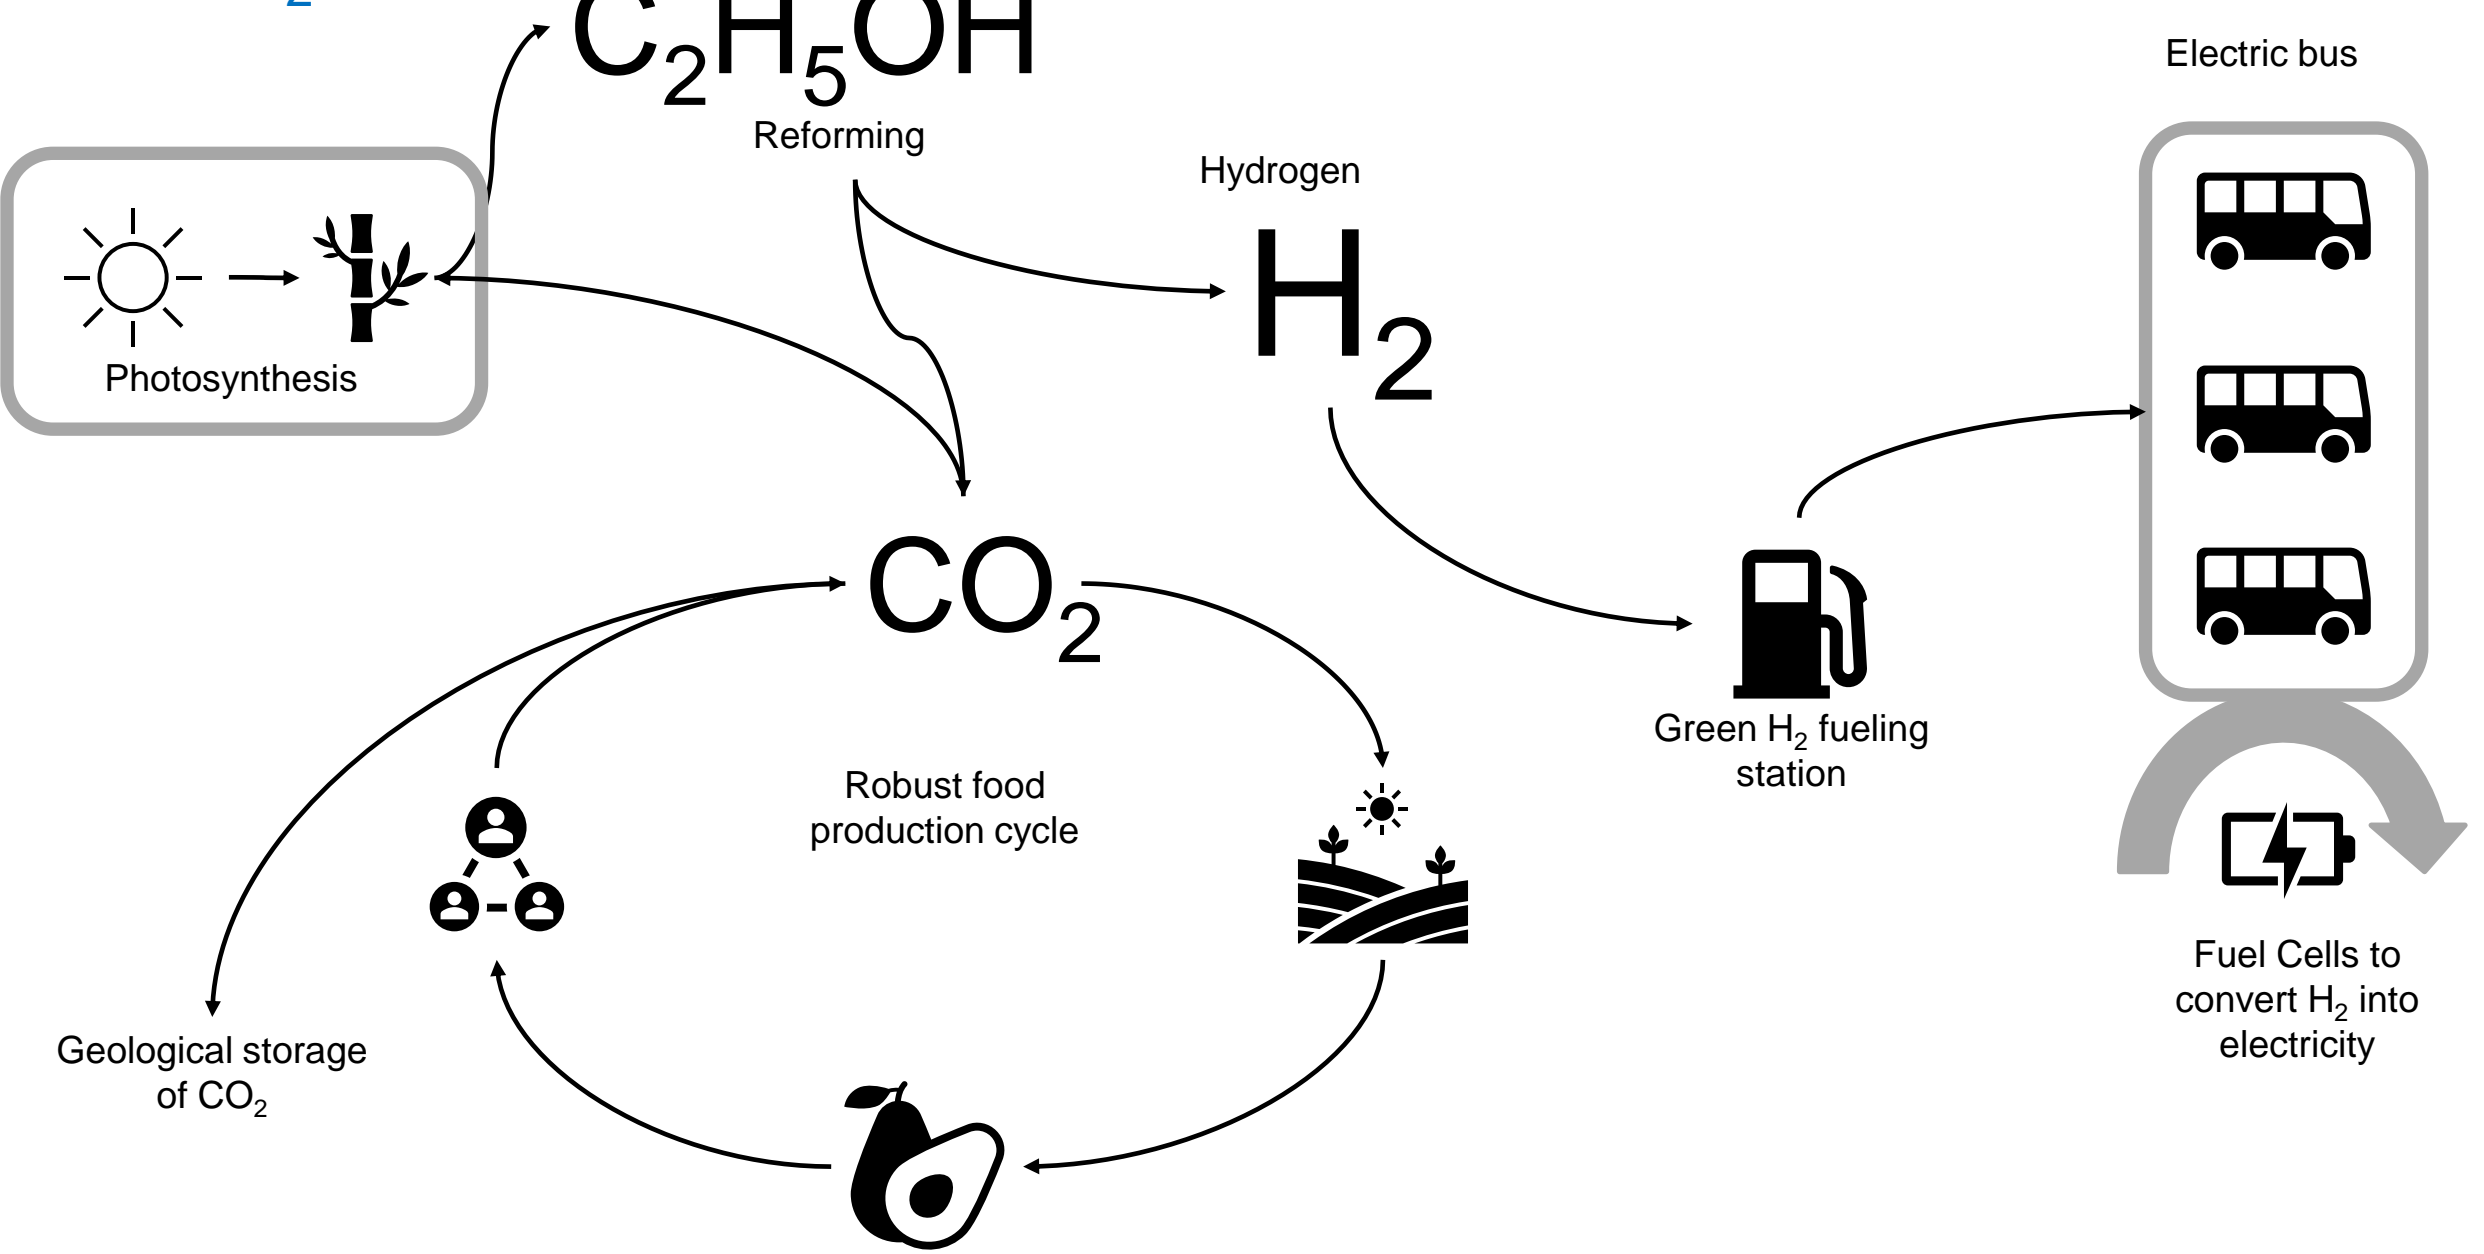 C₂H₅OH
Reforming
Electric bus
Hydrogen
H₂
Photosynthesis
CO₂
Green H₂ fueling
station
Robust food
production cycle
Fuel Cells to
convert H₂ into
electricity
Geological storage
of CO₂